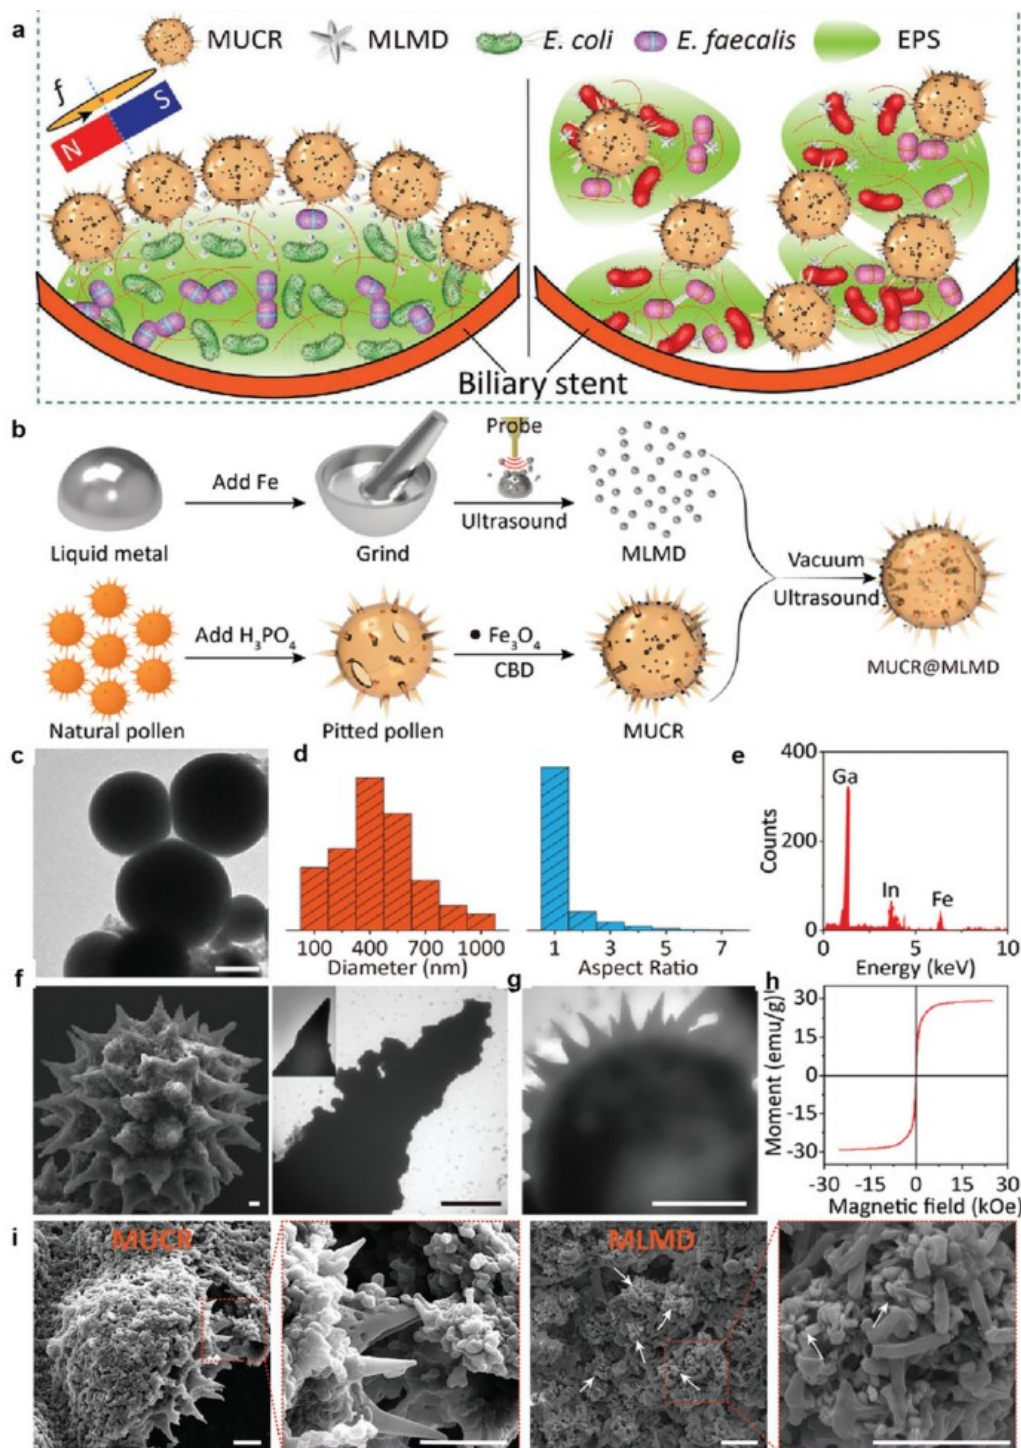 a MUCR MLMD E. coli E. faecalis EPS
f
S
N
Biliary stent
b
Probe
Add Fe
Ultrasound
Liquid metal Grind MLMD
Vacuum
Ultrasound
Add H₃PO₄ Fe₃O₄
CBD
MUCR@MLMD
Natural pollen Pitted pollen MUCR
c d e
400
Ga
Counts
200
In Fe
0
0 5 10
Energy (keV)
100 400 700 1000
Diameter (nm)
1 3 5 7
Aspect Ratio
f g h
Moment (emu/g)
30
15
0
-15
-30
-30 -15 0 15 30
Magnetic field (kOe)
i MUCR MLMD